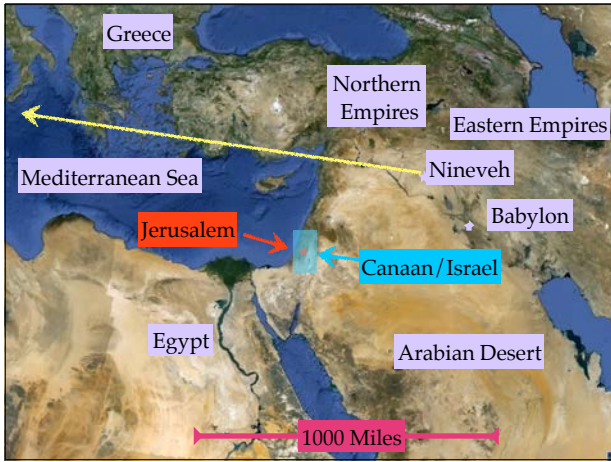 Greece
Northern
Empires
Eastern Empires
Mediterranean Sea
Nineveh
Babylon
Jerusalem
Canaan/Israel
Egypt
Arabian Desert
1000 Miles